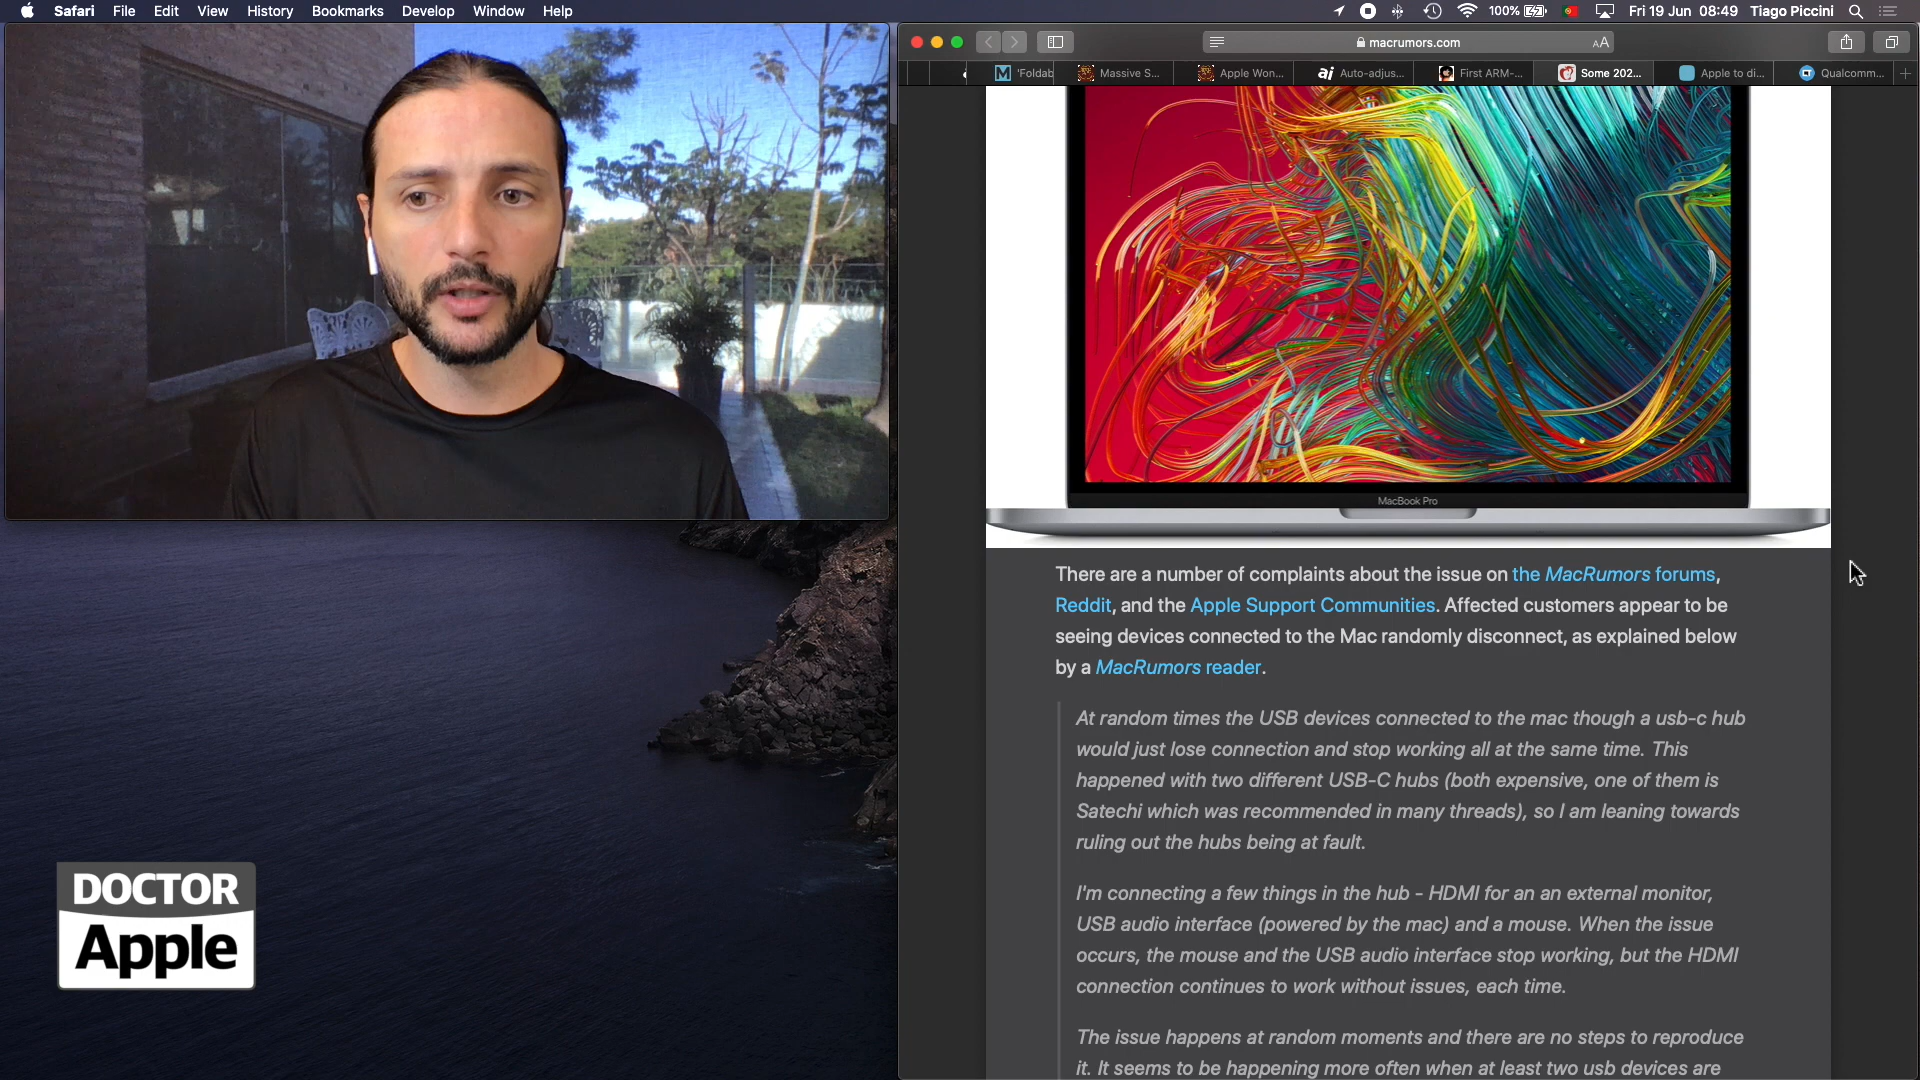 Safari File Edit View History Bookmarks Develop Window Help
100% Fri 19 Jun 08:49 Tiago Piccini
macrumors.com AA
'Foldab Massive S... Apple Won... Auto-adjus... First ARM-... Some 202... Apple to di... Qualcomm...
MacBook Pro
There are a number of complaints about the issue on the MacRumors forums,
Reddit, and the Apple Support Communities. Affected customers appear to be
seeing devices connected to the Mac randomly disconnect, as explained below
by a MacRumors reader.
At random times the USB devices connected to the mac though a usb-c hub
would just lose connection and stop working all at the same time. This
happened with two different USB-C hubs (both expensive, one of them is
Satechi which was recommended in many threads), so I am leaning towards
ruling out the hubs being at fault.
I'm connecting a few things in the hub - HDMI for an an external monitor,
USB audio interface (powered by the mac) and a mouse. When the issue
occurs, the mouse and the USB audio interface stop working, but the HDMI
connection continues to work without issues, each time.
The issue happens at random moments and there are no steps to reproduce
it. It seems to be happening more often when at least two usb devices are
DOCTOR
Apple